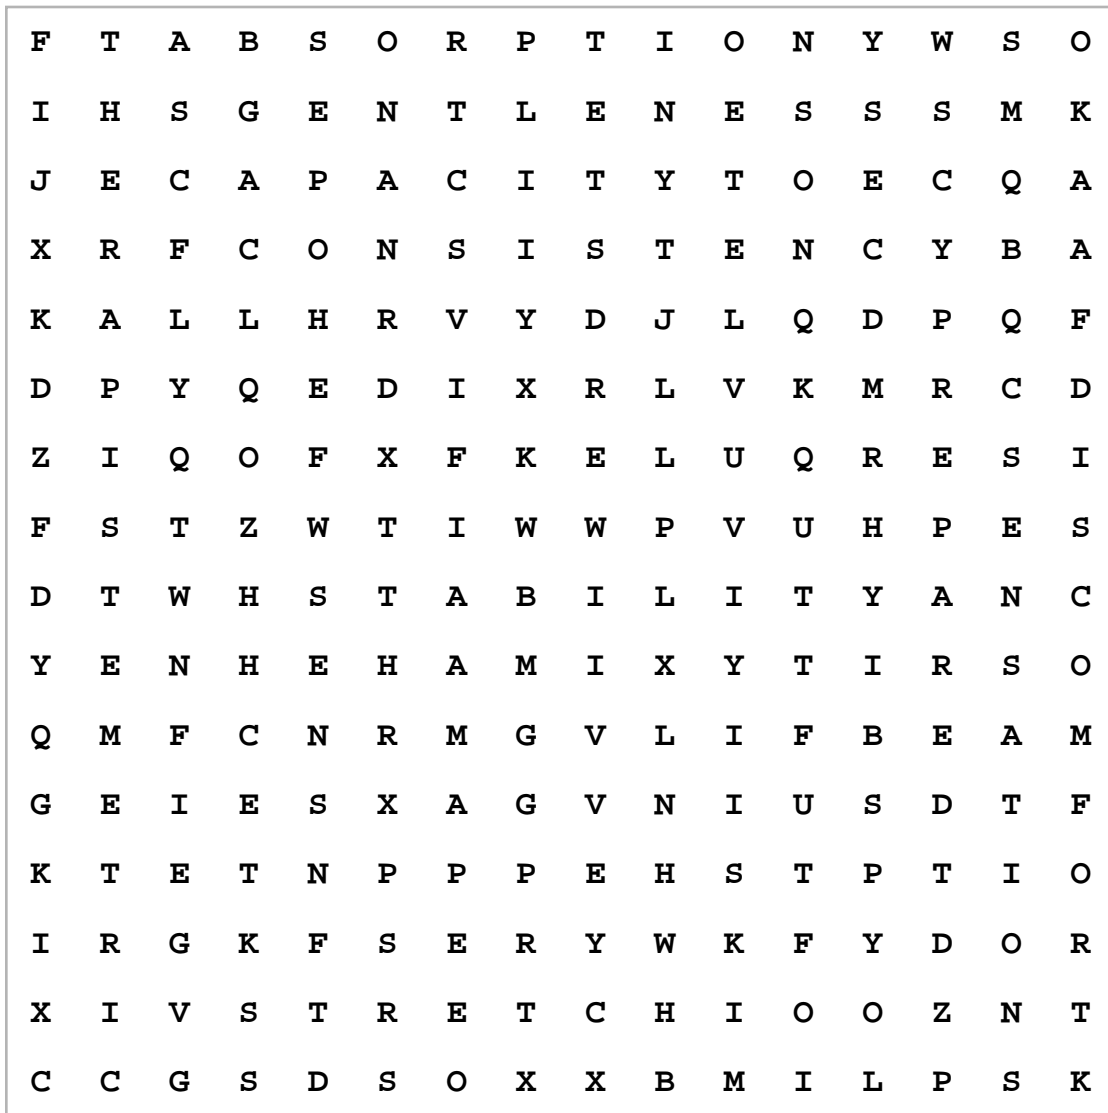 F T A B S O R P T I O N Y W S O
I H S G E N T L E N E S S S M K
J E C A P A C I T Y T O E C Q A
X R F C O N S I S T E N C Y B A
K A L L H R V Y D J L Q D P Q F
D P Y Q E D I X R L V K M R C D
Z I Q O F X F K E L U Q R E S I
F S T Z W T I W W P V U H P E S
D T W H S T A B I L I T Y A N C
Y E N H E H A M I X Y T I R S O
Q M F C N R M G V L I F B E A M
G E I E S X A G V N I U S D T F
K T E T N P P P E H S T P T I O
I R G K F S E R Y W K F Y D O R
X I V S T R E T C H I O O Z N T
C C G S D S O X X B M I L P S K